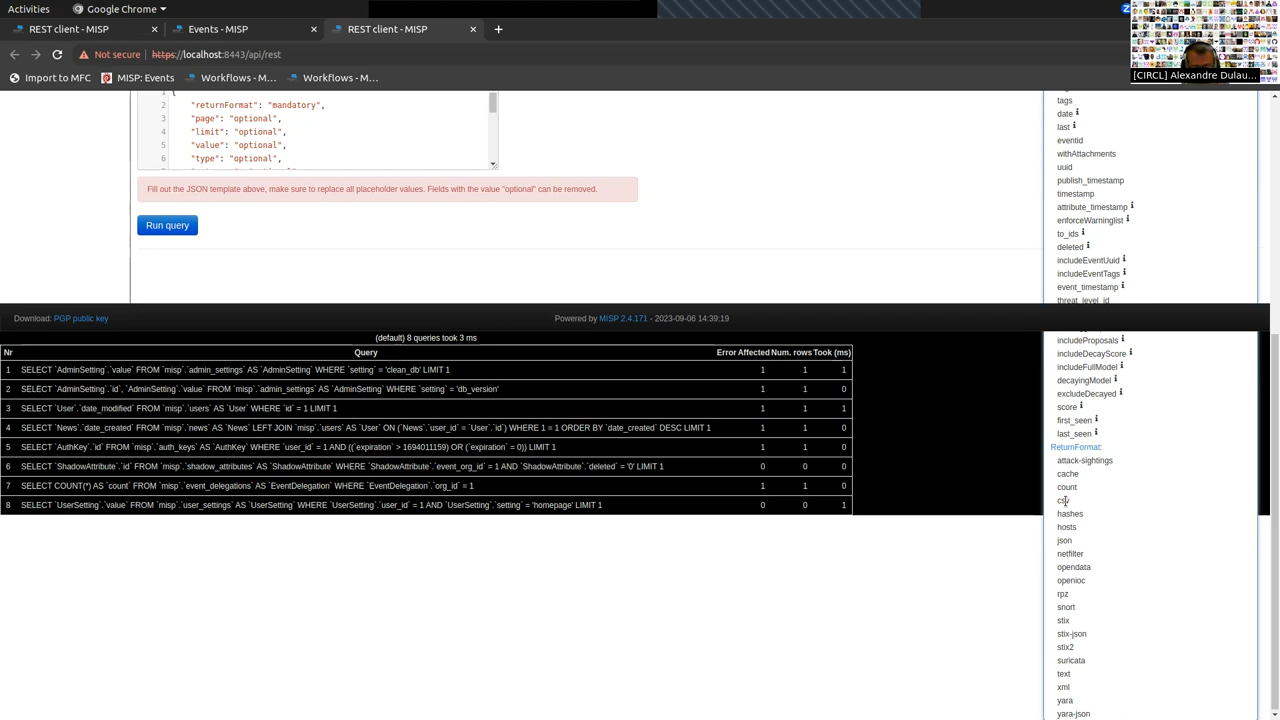 Activities
Google Chrome
REST client - MISP
Events - MISP
REST client - MISP
Not secure
https://localhost:8443/api/rest
Import to MFC
MISP: Events
Workflows - M...
Workflows - M...
[CIRCL] Alexandre Dulau...
1 {
2 "returnFormat": "mandatory",
3 "page": "optional",
4 "limit": "optional",
5 "value": "optional",
6 "type": "optional",
Fill out the JSON template above, make sure to replace all placeholder values. Fields with the value "optional" can be removed.
Run query
tags
date
last
eventid
withAttachments
uuid
publish_timestamp
timestamp
attribute_timestamp
enforceWarninglist
to_ids
deleted
includeEventUuid
includeEventTags
event_timestamp
threat_level_id
Download: PGP public key
Powered by MISP 2.4.171 - 2023-09-06 14:39:19
(default) 8 queries took 3 ms
Nr Query Error Affected Num. rows Took (ms)
1 SELECT `AdminSetting`.`value` FROM `misp`.`admin_settings` AS `AdminSetting` WHERE `setting` = 'clean_db' LIMIT 1 1 1 1
2 SELECT `AdminSetting`.`id`, `AdminSetting`.`value` FROM `misp`.`admin_settings` AS `AdminSetting` WHERE `setting` = 'db_version' 1 1 0
3 SELECT `User`.`date_modified` FROM `misp`.`users` AS `User` WHERE `id` = 1 LIMIT 1 1 1 1
4 SELECT `News`.`date_created` FROM `misp`.`news` AS `News` LEFT JOIN `misp`.`users` AS `User` ON (`News`.`user_id` = `User`.`id`) WHERE 1 = 1 ORDER BY `date_created` DESC LIMIT 1 1 1 0
5 SELECT `AuthKey`.`id` FROM `misp`.`auth_keys` AS `AuthKey` WHERE `user_id` = 1 AND ((`expiration` > 1694011159) OR (`expiration` = 0)) LIMIT 1 1 1 0
6 SELECT `ShadowAttribute`.`id` FROM `misp`.`shadow_attributes` AS `ShadowAttribute` WHERE `ShadowAttribute`.`event_org_id` = 1 AND `ShadowAttribute`.`deleted` = '0' LIMIT 1 0 0 0
7 SELECT COUNT(*) AS `count` FROM `misp`.`event_delegations` AS `EventDelegation` WHERE `EventDelegation`.`org_id` = 1 1 1 0
8 SELECT `UserSetting`.`value` FROM `misp`.`user_settings` AS `UserSetting` WHERE `UserSetting`.`user_id` = 1 AND `UserSetting`.`setting` = 'homepage' LIMIT 1 0 0 1
includeProposals
includeDecayScore
includeFullModel
decayingModel
excludeDecayed
score
first_seen
last_seen
ReturnFormat:
attack-sightings
cache
count
csv
hashes
hosts
json
netfilter
opendata
openioc
rpz
snort
stix
stix-json
stix2
suricata
text
xml
yara
yara-json